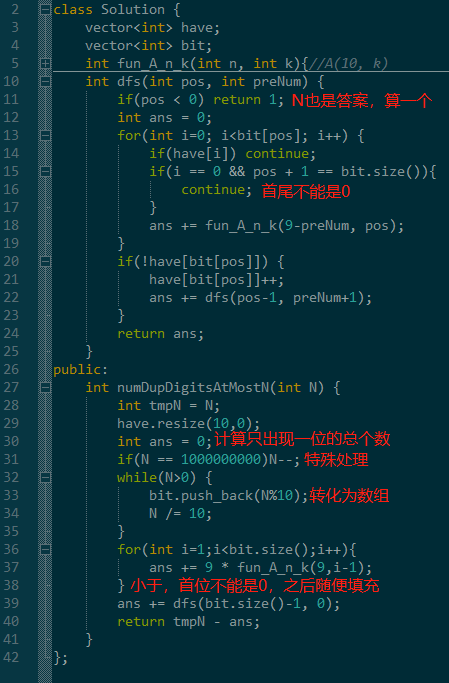 2 class Solution {
3 vector<int> have;
4 vector<int> bit;
5 int fun_A_n_k(int n, int k){//A(10, k)
10 int dfs(int pos, int preNum) {
11 if(pos < 0) return 1; N也是答案，算一个
12 int ans = 0;
13 for(int i=0; i<bit[pos]; i++) {
14 if(have[i]) continue;
15 if(i == 0 && pos + 1 == bit.size()){
16 continue; 首尾不能是0
17 }
18 ans += fun_A_n_k(9-preNum, pos);
19 }
20 if(!have[bit[pos]]) {
21 have[bit[pos]]++;
22 ans += dfs(pos-1, preNum+1);
23 }
24 return ans;
25 }
26 public:
27 int numDupDigitsAtMostN(int N) {
28 int tmpN = N;
29 have.resize(10,0);
30 int ans = 0;计算只出现一位的总个数
31 if(N == 1000000000)N--;特殊处理
32 while(N>0) {
33 bit.push_back(N%10);转化为数组
34 N /= 10;
35 }
36 for(int i=1;i<bit.size();i++){
37 ans += 9 * fun_A_n_k(9,i-1);
38 } 小于，首位不能是0，之后随便填充
39 ans += dfs(bit.size()-1, 0);
40 return tmpN - ans;
41 }
42 };